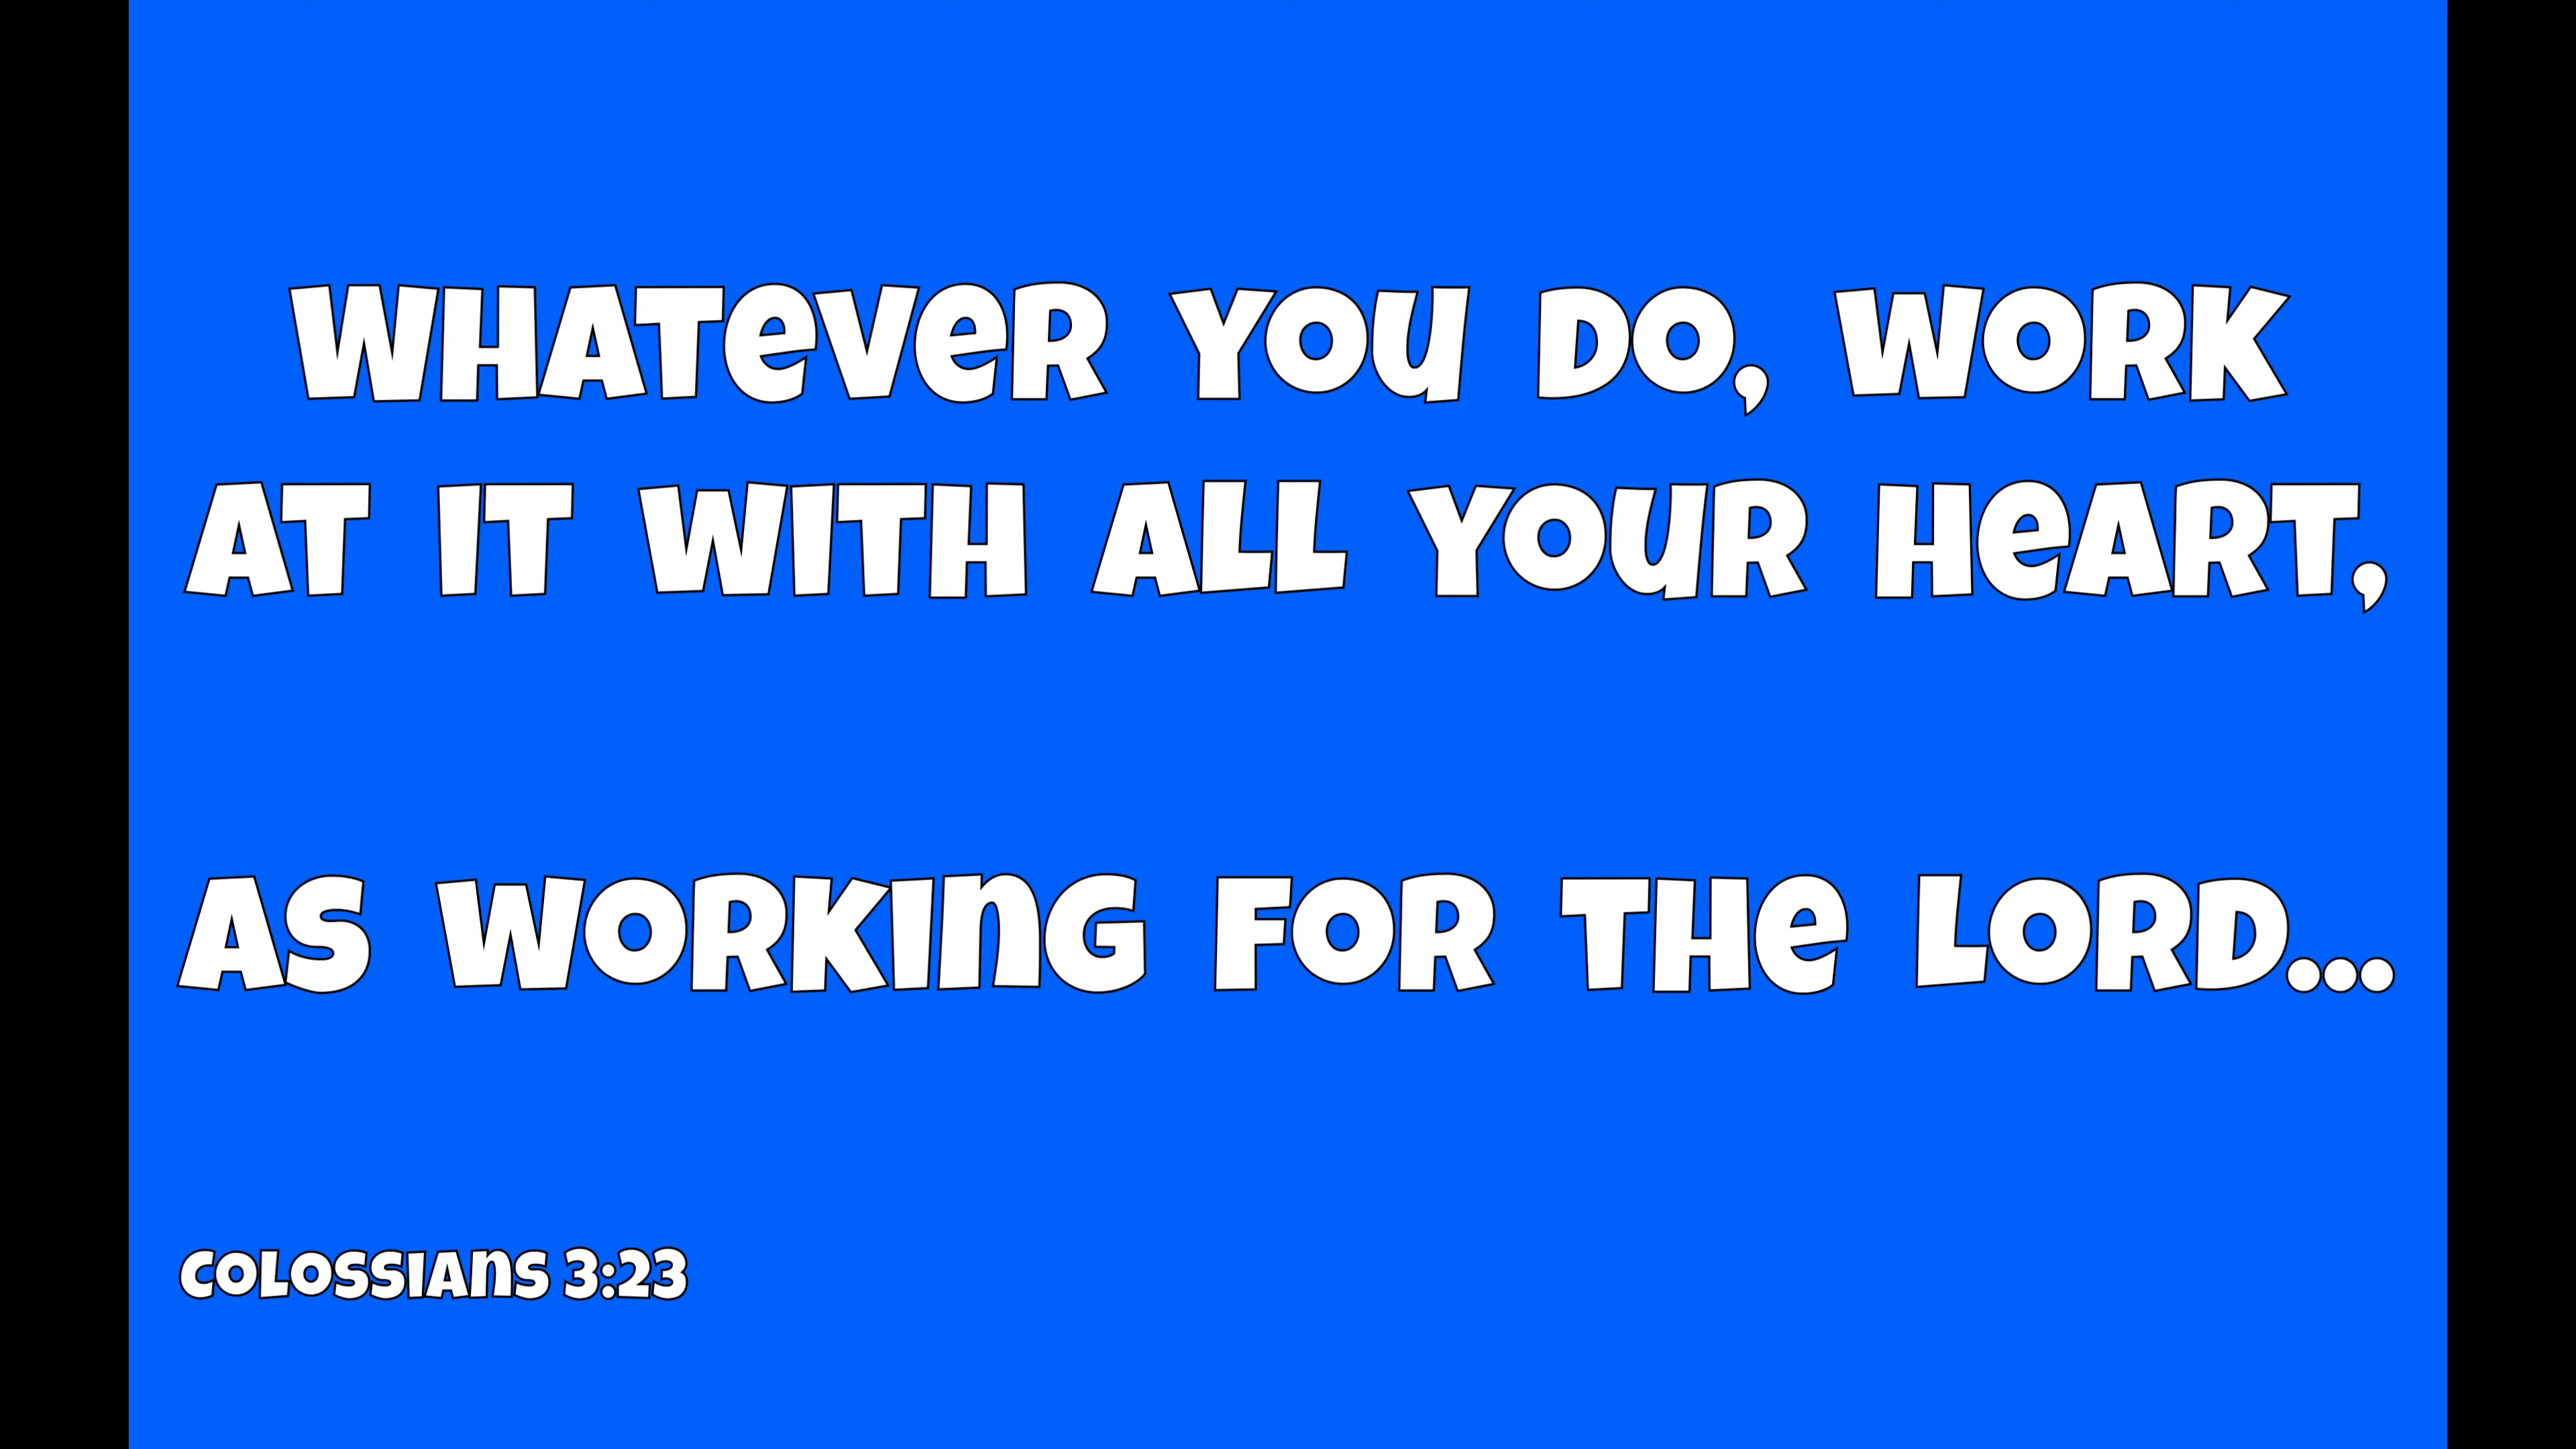 WHATEVER YOU DO, WORK
AT IT WITH ALL YOUR HEART,
AS WORKING FOR THE LORD...
COLOSSIANS 3:23